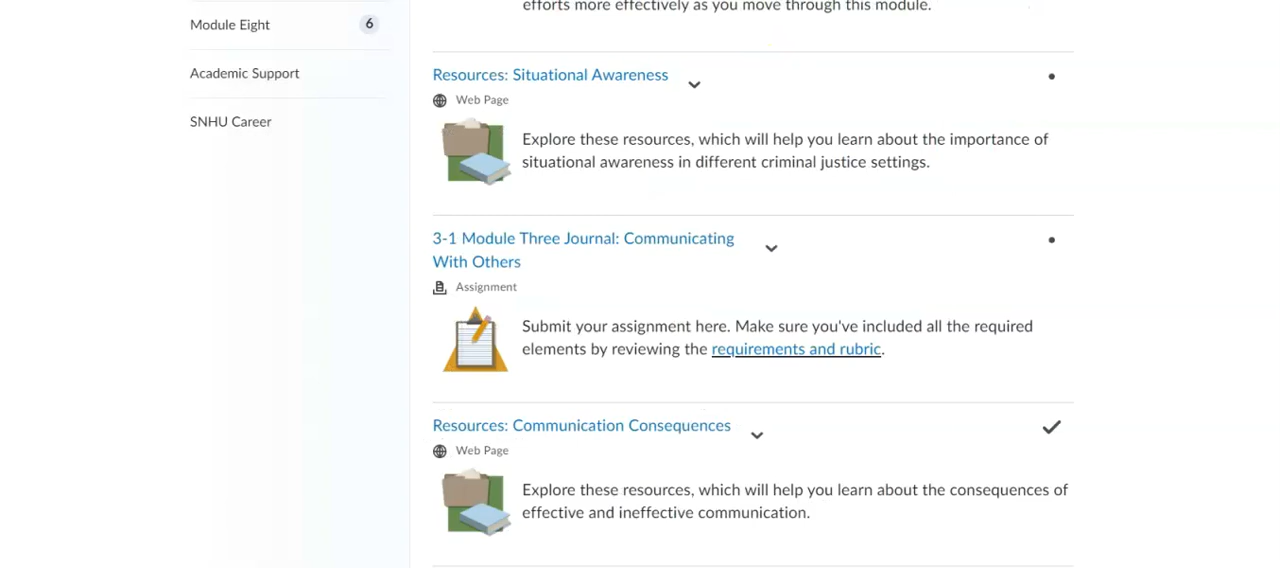 efforts more effectively as you move through this module.
Module Eight 6
Academic Support
SNHU Career
Resources: Situational Awareness
Web Page
Explore these resources, which will help you learn about the importance of
situational awareness in different criminal justice settings.
3-1 Module Three Journal: Communicating
With Others
Assignment
Submit your assignment here. Make sure you've included all the required
elements by reviewing the requirements and rubric.
Resources: Communication Consequences
Web Page
Explore these resources, which will help you learn about the consequences of
effective and ineffective communication.